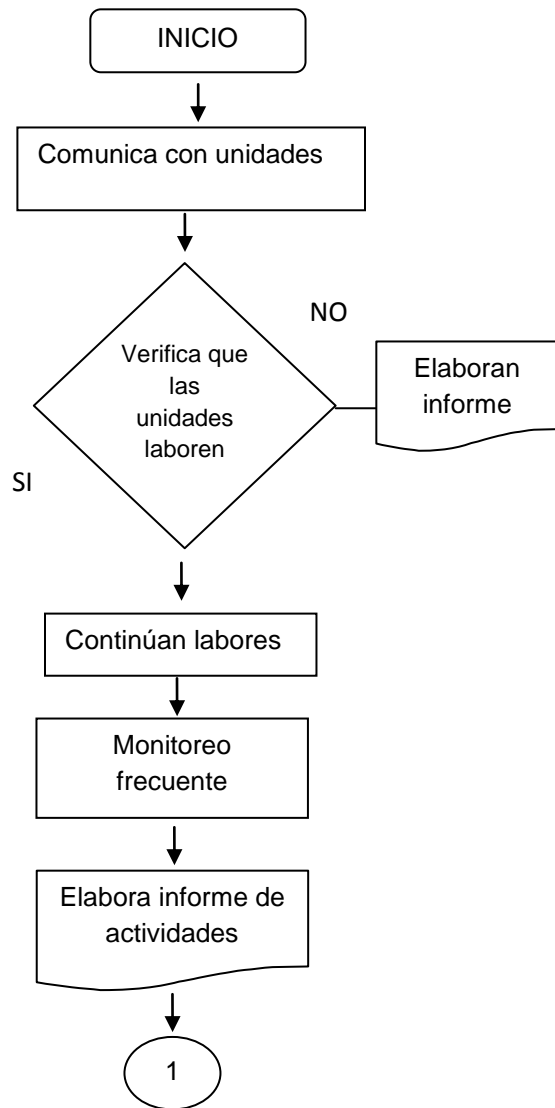 INICIO
Comunica con unidades
NO
Verifica que
las
unidades
laboren
Elaboran
informe
SI
Continúan labores
Monitoreo
frecuente
Elabora informe de
actividades
1